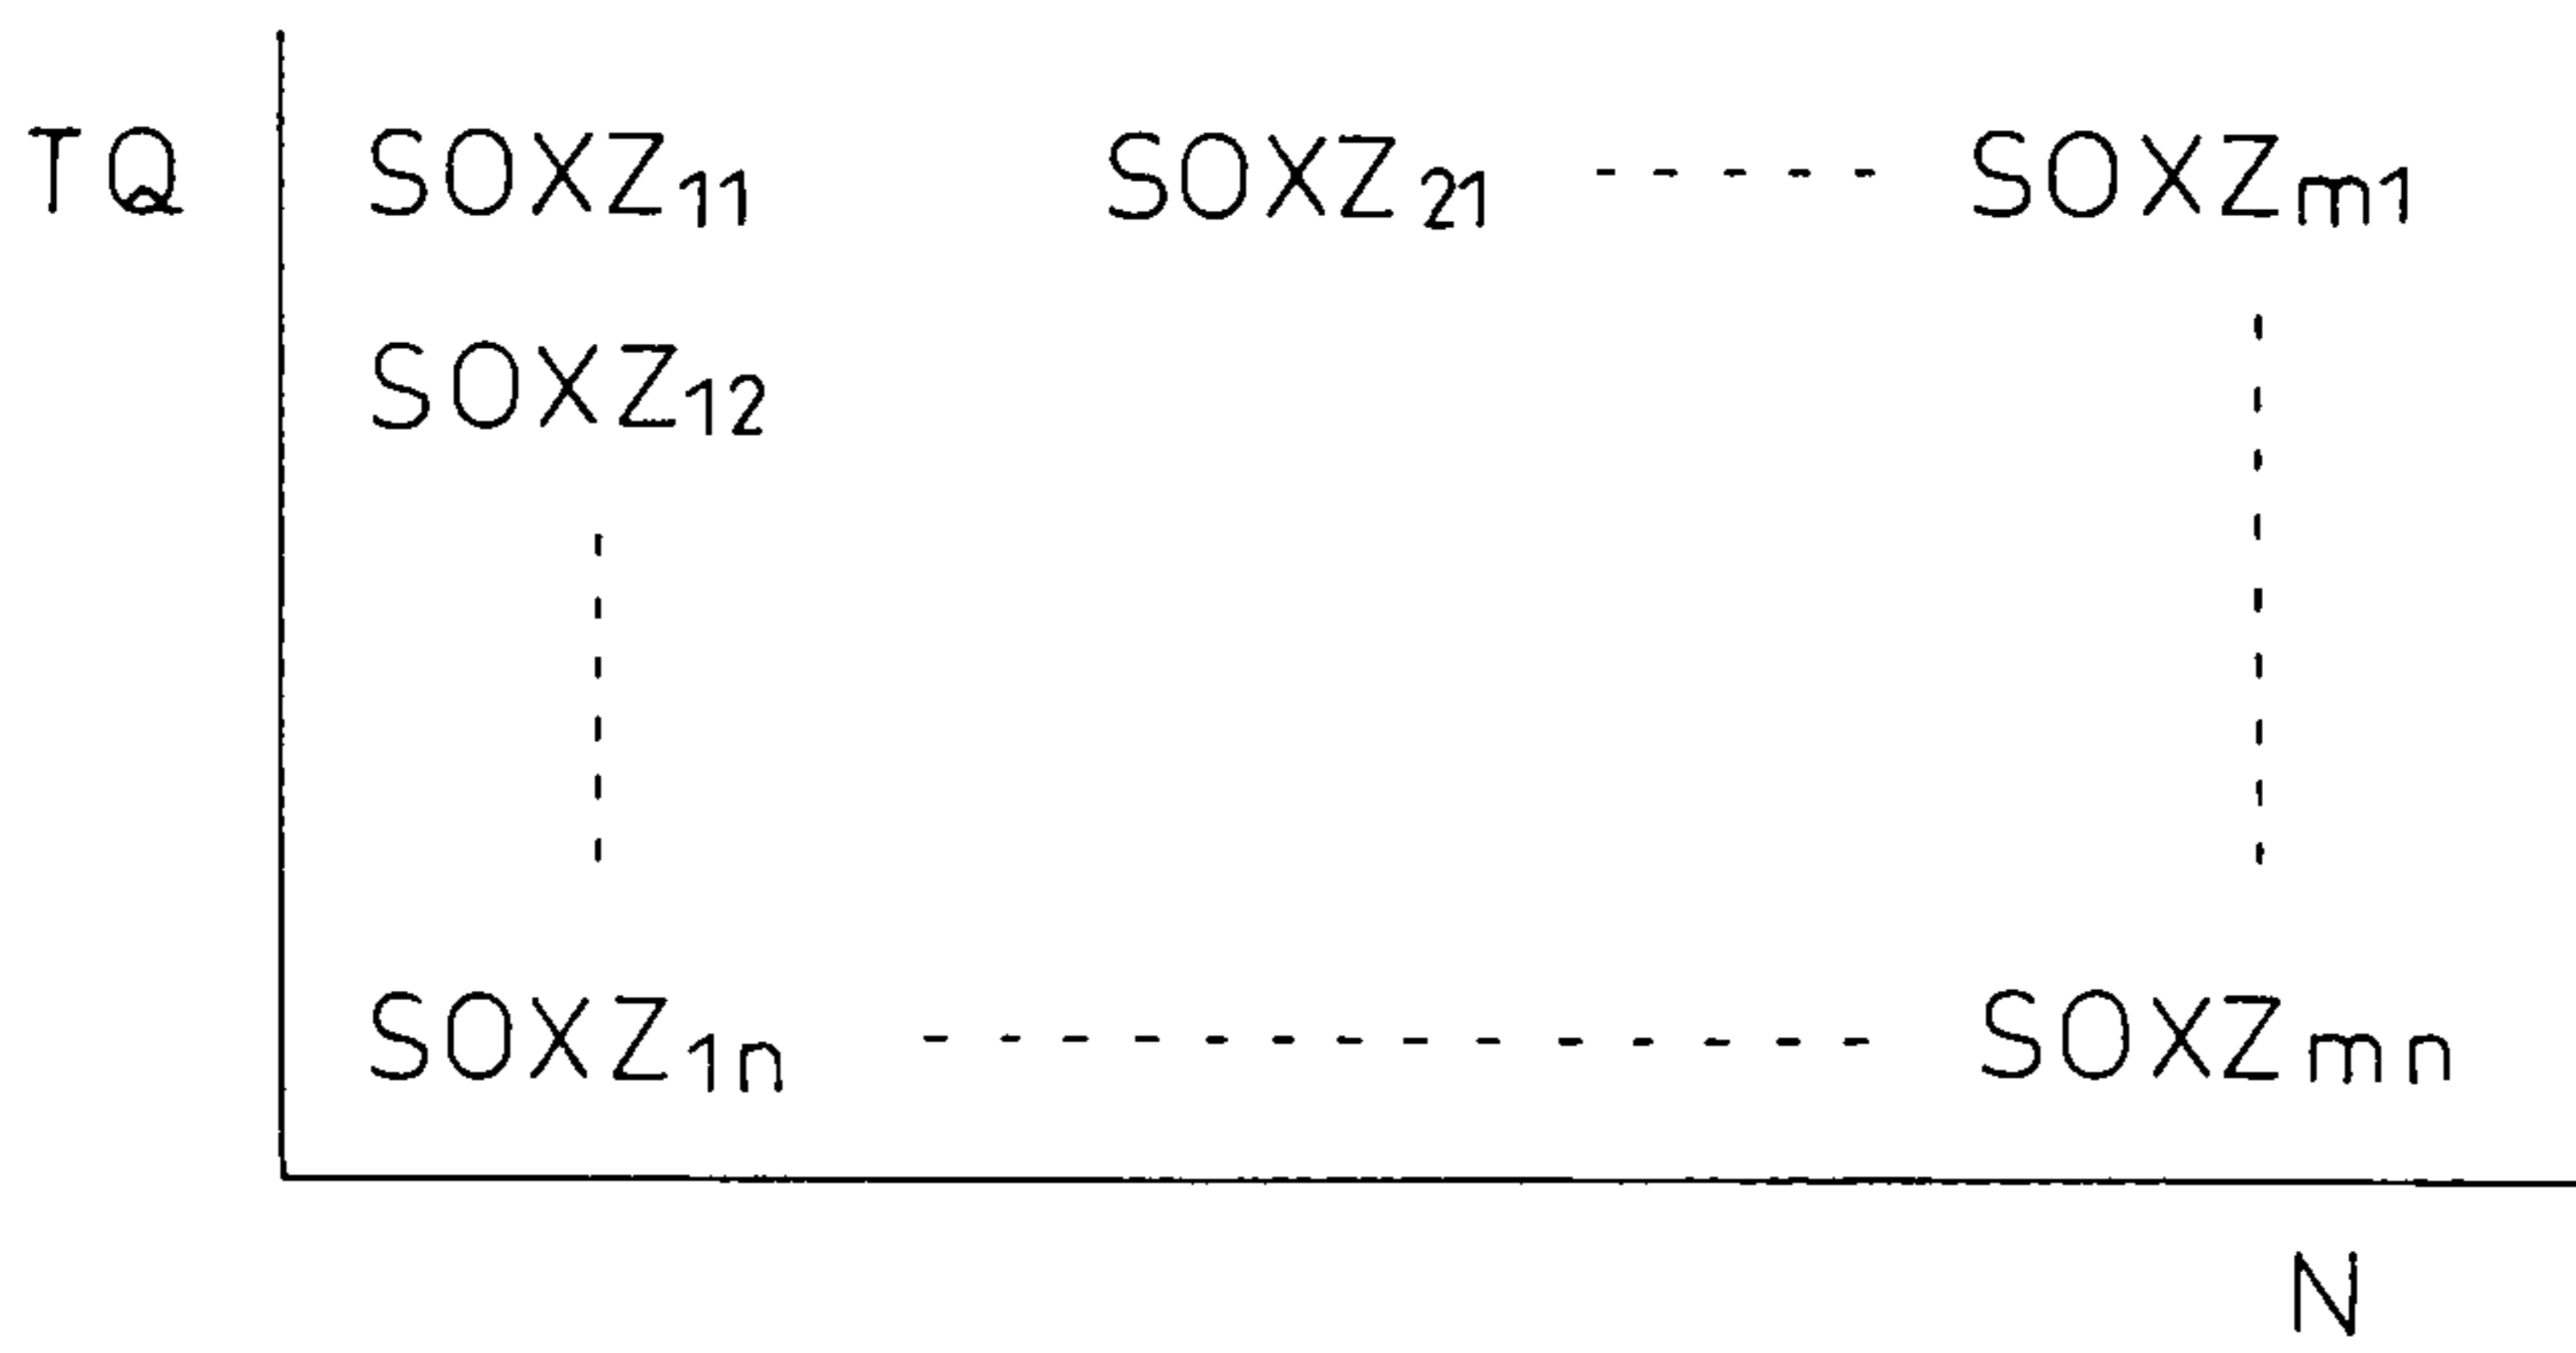 TQ SOXZ₁₁ SOXZ₂₁ - - - - - SOXZₘ₁
SOXZ₁₂
SOXZ₁ₙ - - - - - - - - - - - - - - SOXZₘₙ
N